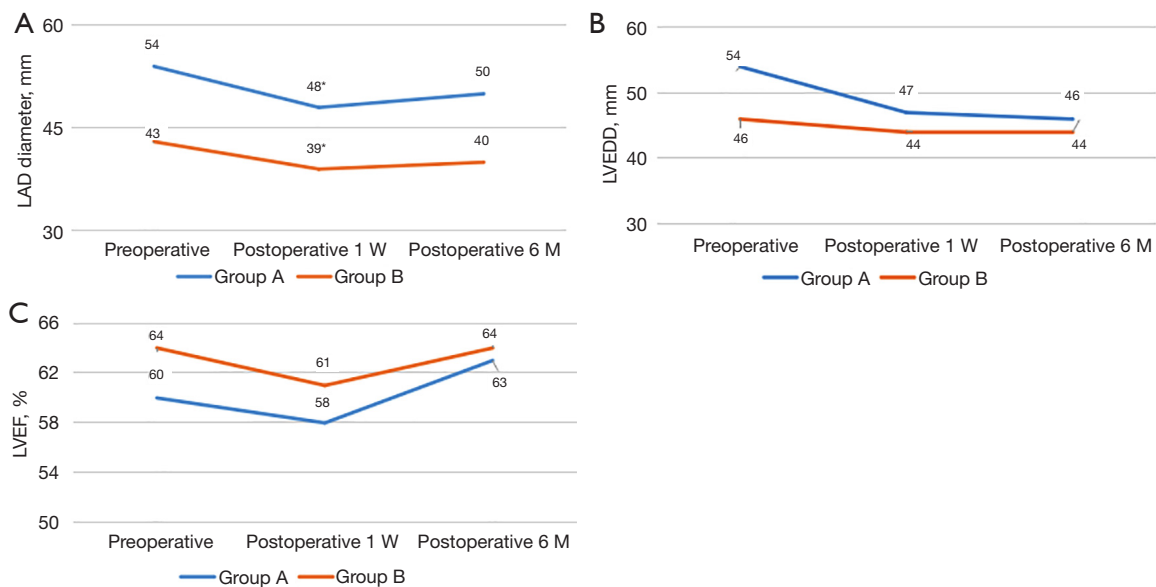 A
60
54
48*
50
45
43
39*
40
30
LAD diameter, mm
Preoperative Postoperative 1 W Postoperative 6 M
Group A Group B
B
60
54
50
47
46
46
44
44
40
30
LVEDD, mm
Preoperative Postoperative 1 W Postoperative 6 M
Group A Group B
C
66
64
61
64
62
60
58
63
58
54
50
LVEF, %
Preoperative Postoperative 1 W Postoperative 6 M
Group A Group B